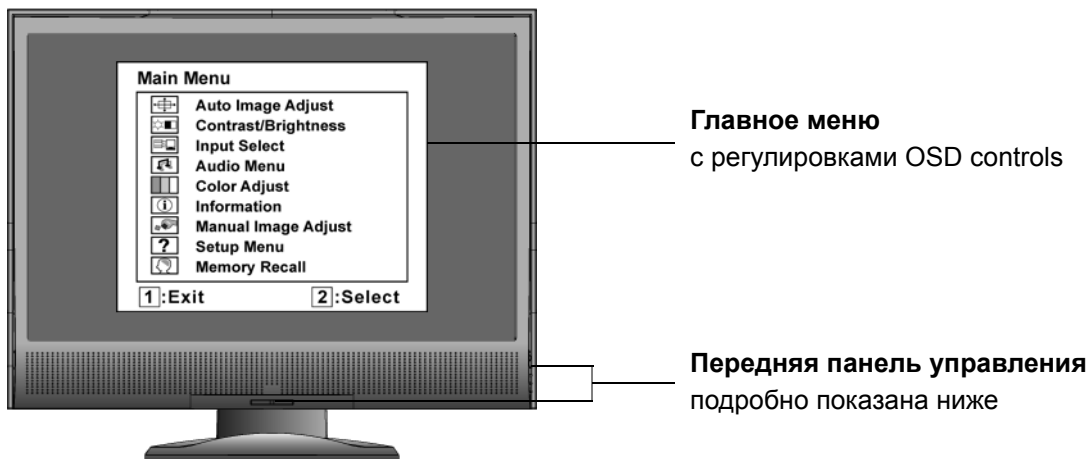 Main Menu
Auto Image Adjust
Contrast/Brightness
Input Select
Audio Menu
Color Adjust
Information
Manual Image Adjust
? Setup Menu
Memory Recall
1:Exit 2:Select
Главное меню
с регулировками OSD controls
Передняя панель управления
подробно показана ниже